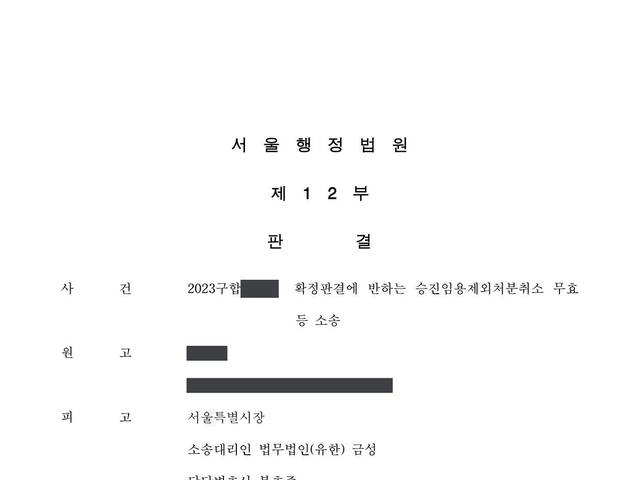 서 울 행 정 법 원
제 1 2 부
판 결
사 건 2023구합 확정판결에 반하는 승진임용제외처분취소 무효
등 소송
원 고
피 고 서울특별시장
소송대리인 법무법인(유한) 금성